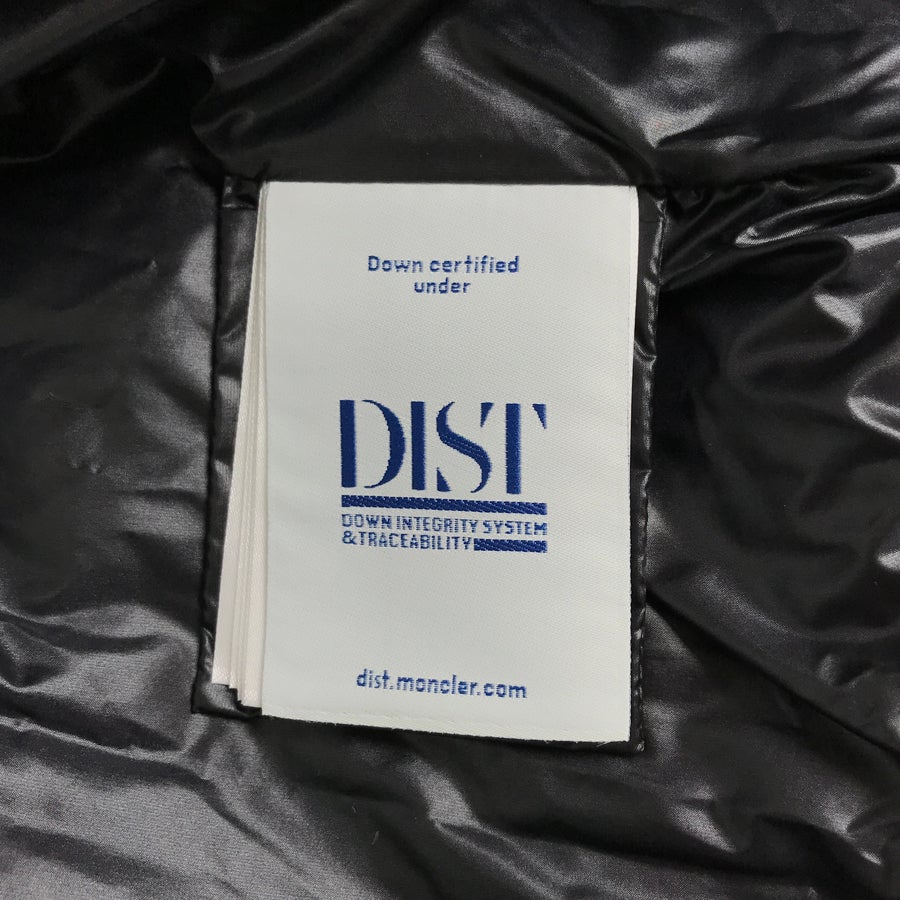 Down certified
under
DIST
DOWN INTEGRITY SYSTEM
&TRACEABILITY
dist.moncler.com